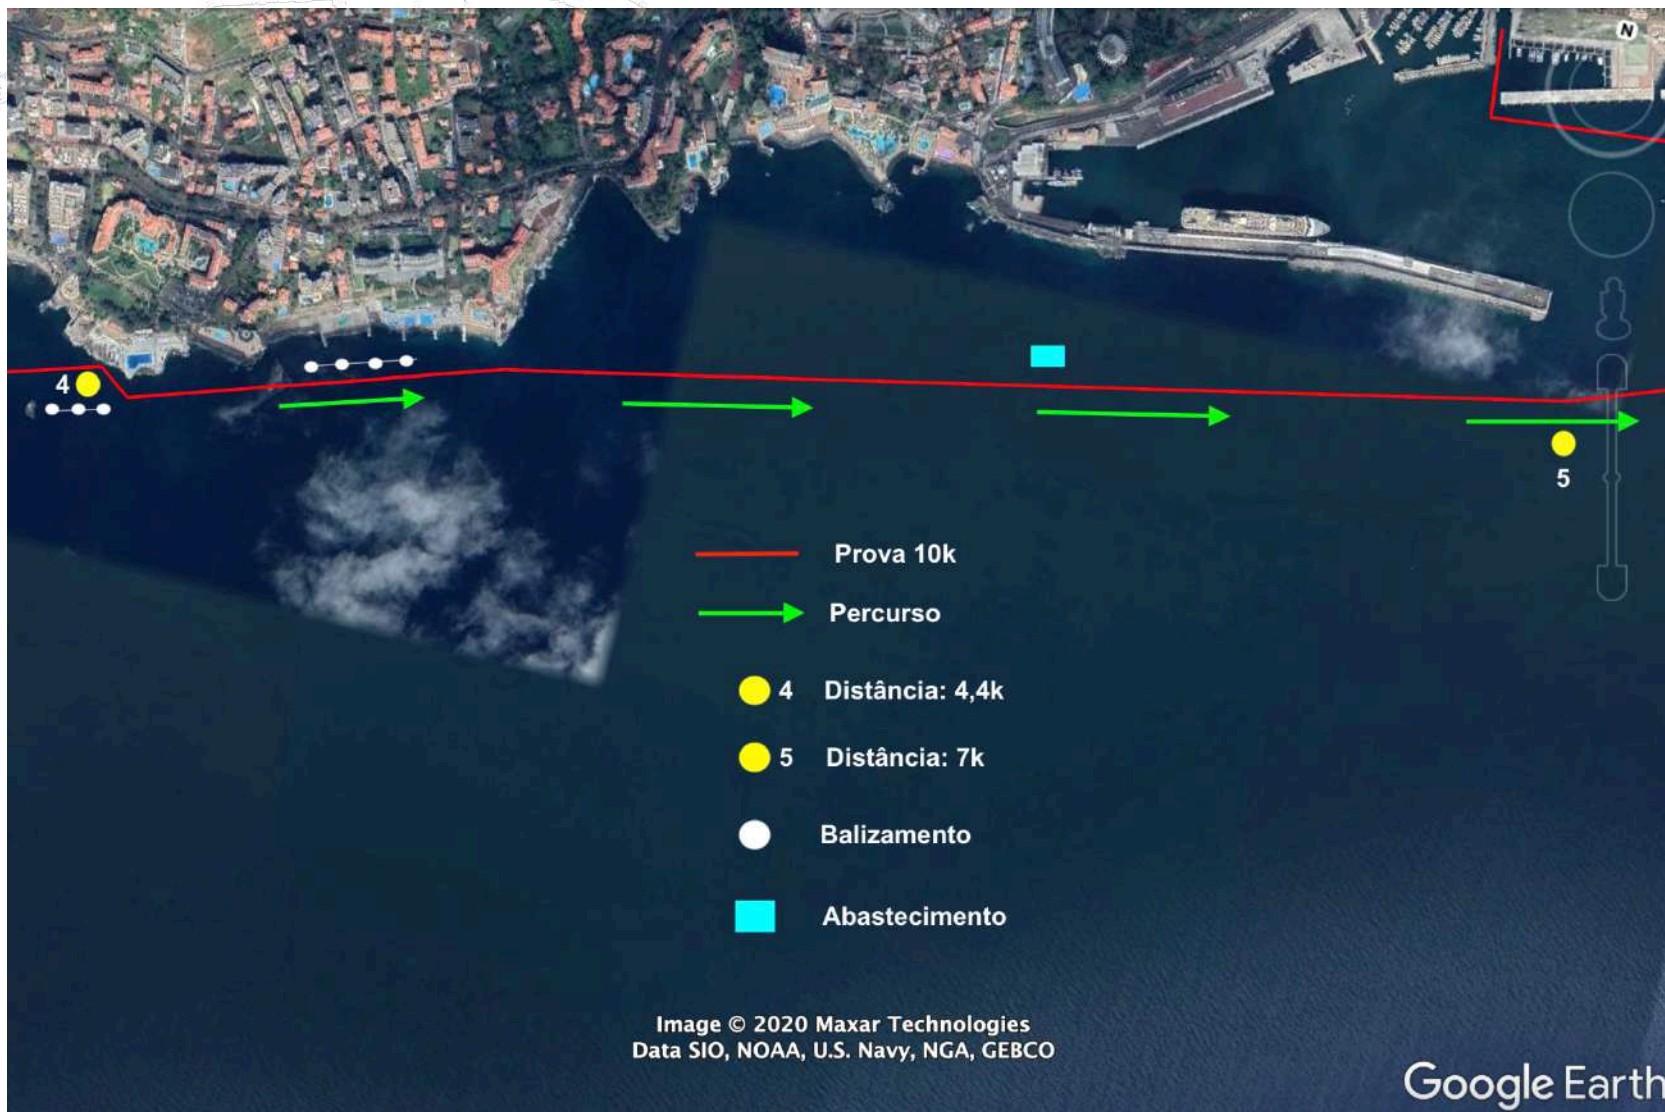 N
4
5
Prova 10k
Percurso
4 Distância: 4,4k
5 Distância: 7k
Balizamento
Abastecimento
Image © 2020 Maxar Technologies
Data SIO, NOAA, U.S. Navy, NGA, GEBCO
Google Earth